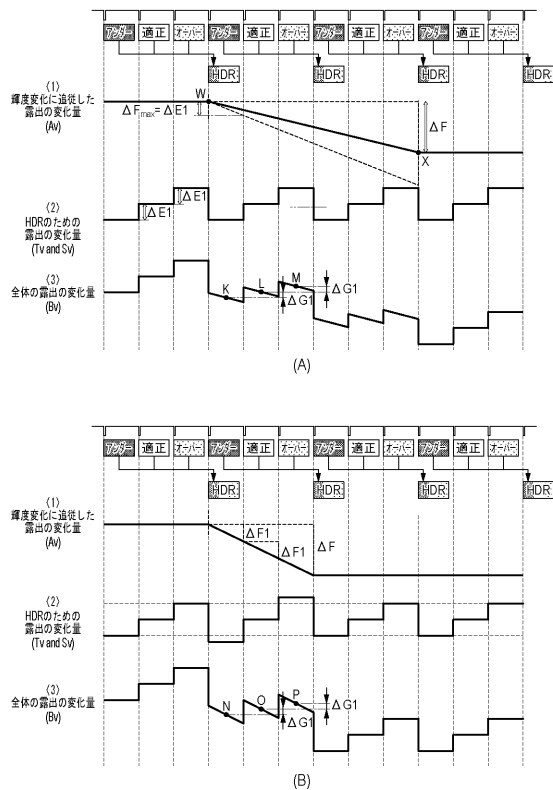 アンダー 適正 オーバー アンダー 適正 オーバー アンダー 適正 オーバー アンダー 適正 オーバー
HDR HDR HDR HDR
〈1〉
輝度変化に追従した
露出の変化量
(Av)
W
ΔFmax=ΔE1
ΔF
X
〈2〉
HDRのための
露出の変化量
(Tv and Sv)
ΔE1
ΔE1
〈3〉
全体の露出の変化量
(Bv)
K L M
ΔG1
ΔG1
(A)
アンダー 適正 オーバー アンダー 適正 オーバー アンダー 適正 オーバー アンダー 適正 オーバー
HDR HDR HDR HDR
〈1〉
輝度変化に追従した
露出の変化量
(Av)
ΔF1
ΔF1
ΔF
〈2〉
HDRのための
露出の変化量
(Tv and Sv)
〈3〉
全体の露出の変化量
(Bv)
N O P
ΔG1
ΔG1
(B)